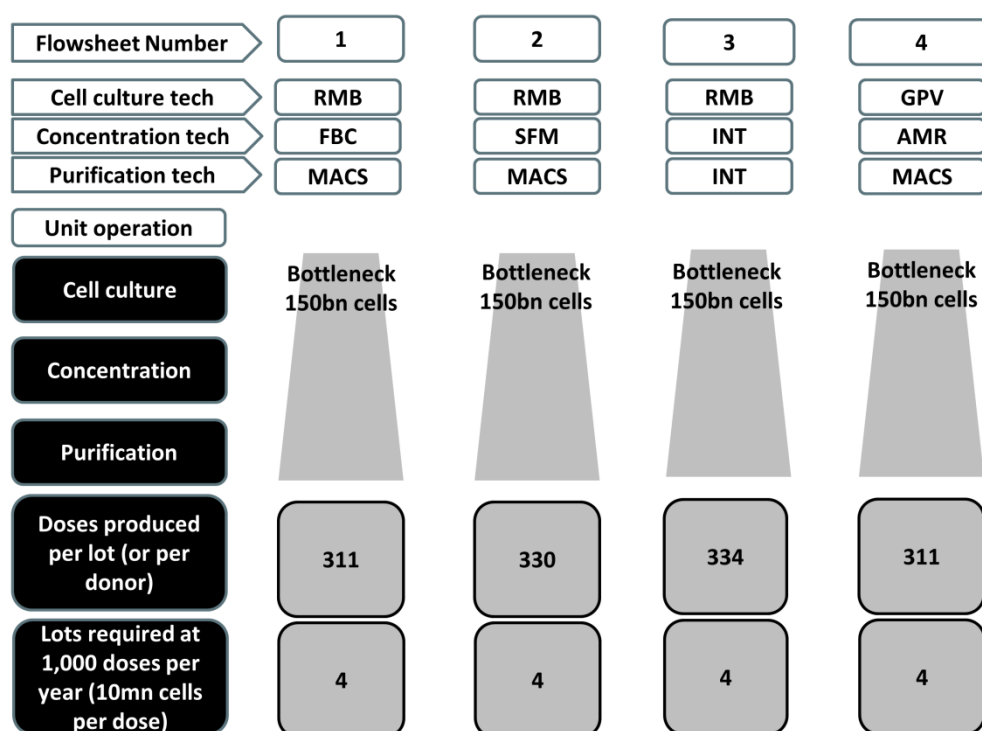 Flowsheet Number 1 2 3 4
Cell culture tech RMB RMB RMB GPV
Concentration tech FBC SFM INT AMR
Purification tech MACS MACS INT MACS
Unit operation
Cell culture
Bottleneck
150bn cells
Bottleneck
150bn cells
Bottleneck
150bn cells
Bottleneck
150bn cells
Concentration
Purification
Doses produced
per lot (or per
donor)
311 330 334 311
Lots required at
1,000 doses per
year (10mn cells
per dose)
4 4 4 4